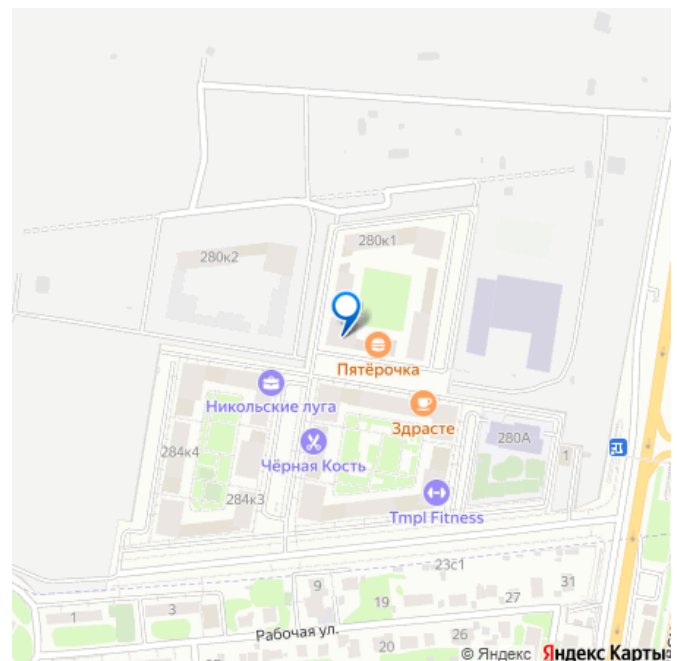 280к1
280к2
Пятёрочка
Никольские луга
Здрасте
280А
Чёрная Кость
284к4
1
284к3
Tmpl Fitness
23с1
9
31
1
3
19
27
Рабочая ул.
20
26
© Яндекс Яндекс Карты